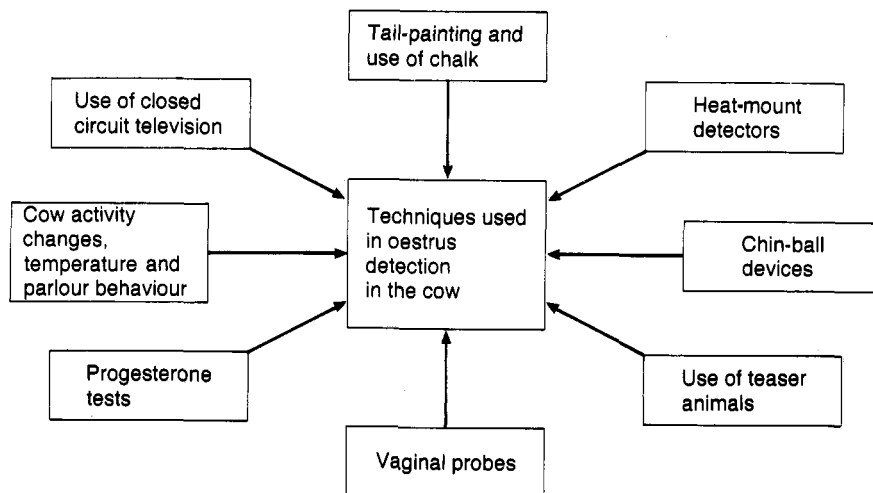 Tail-painting and
use of chalk
Use of closed
circuit television
Heat-mount
detectors
Cow activity
changes,
temperature and
parlour behaviour
Techniques used
in oestrus
detection
in the cow
Chin-ball
devices
Progesterone
tests
Use of teaser
animals
Vaginal probes